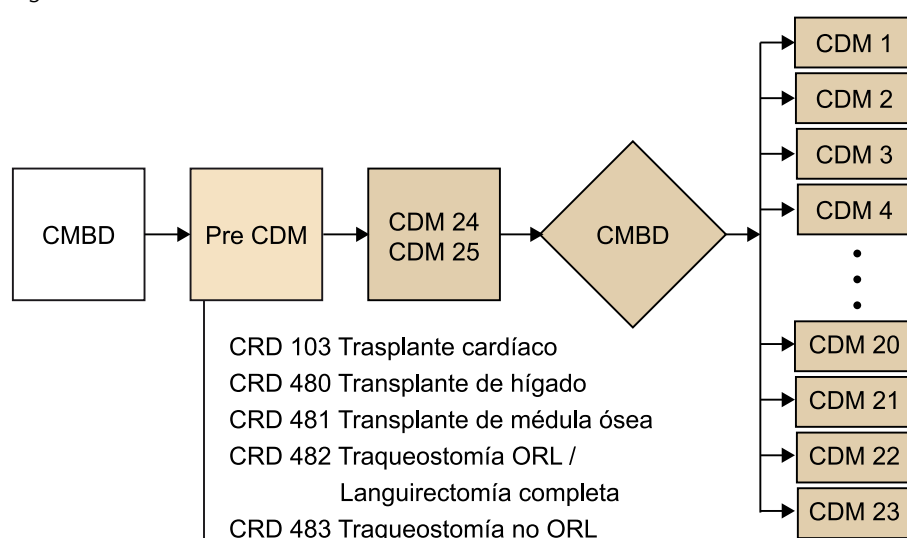 CMBD
Pre CDM
CDM 24
CDM 25
CMBD
CDM 1
CDM 2
CDM 3
CDM 4
CDM 20
CDM 21
CDM 22
CDM 23
CRD 103 Trasplante cardíaco
CRD 480 Transplante de hígado
CRD 481 Transplante de médula ósea
CRD 482 Traqueostomía ORL /
Languirectomía completa
CRD 483 Traqueostomía no ORL